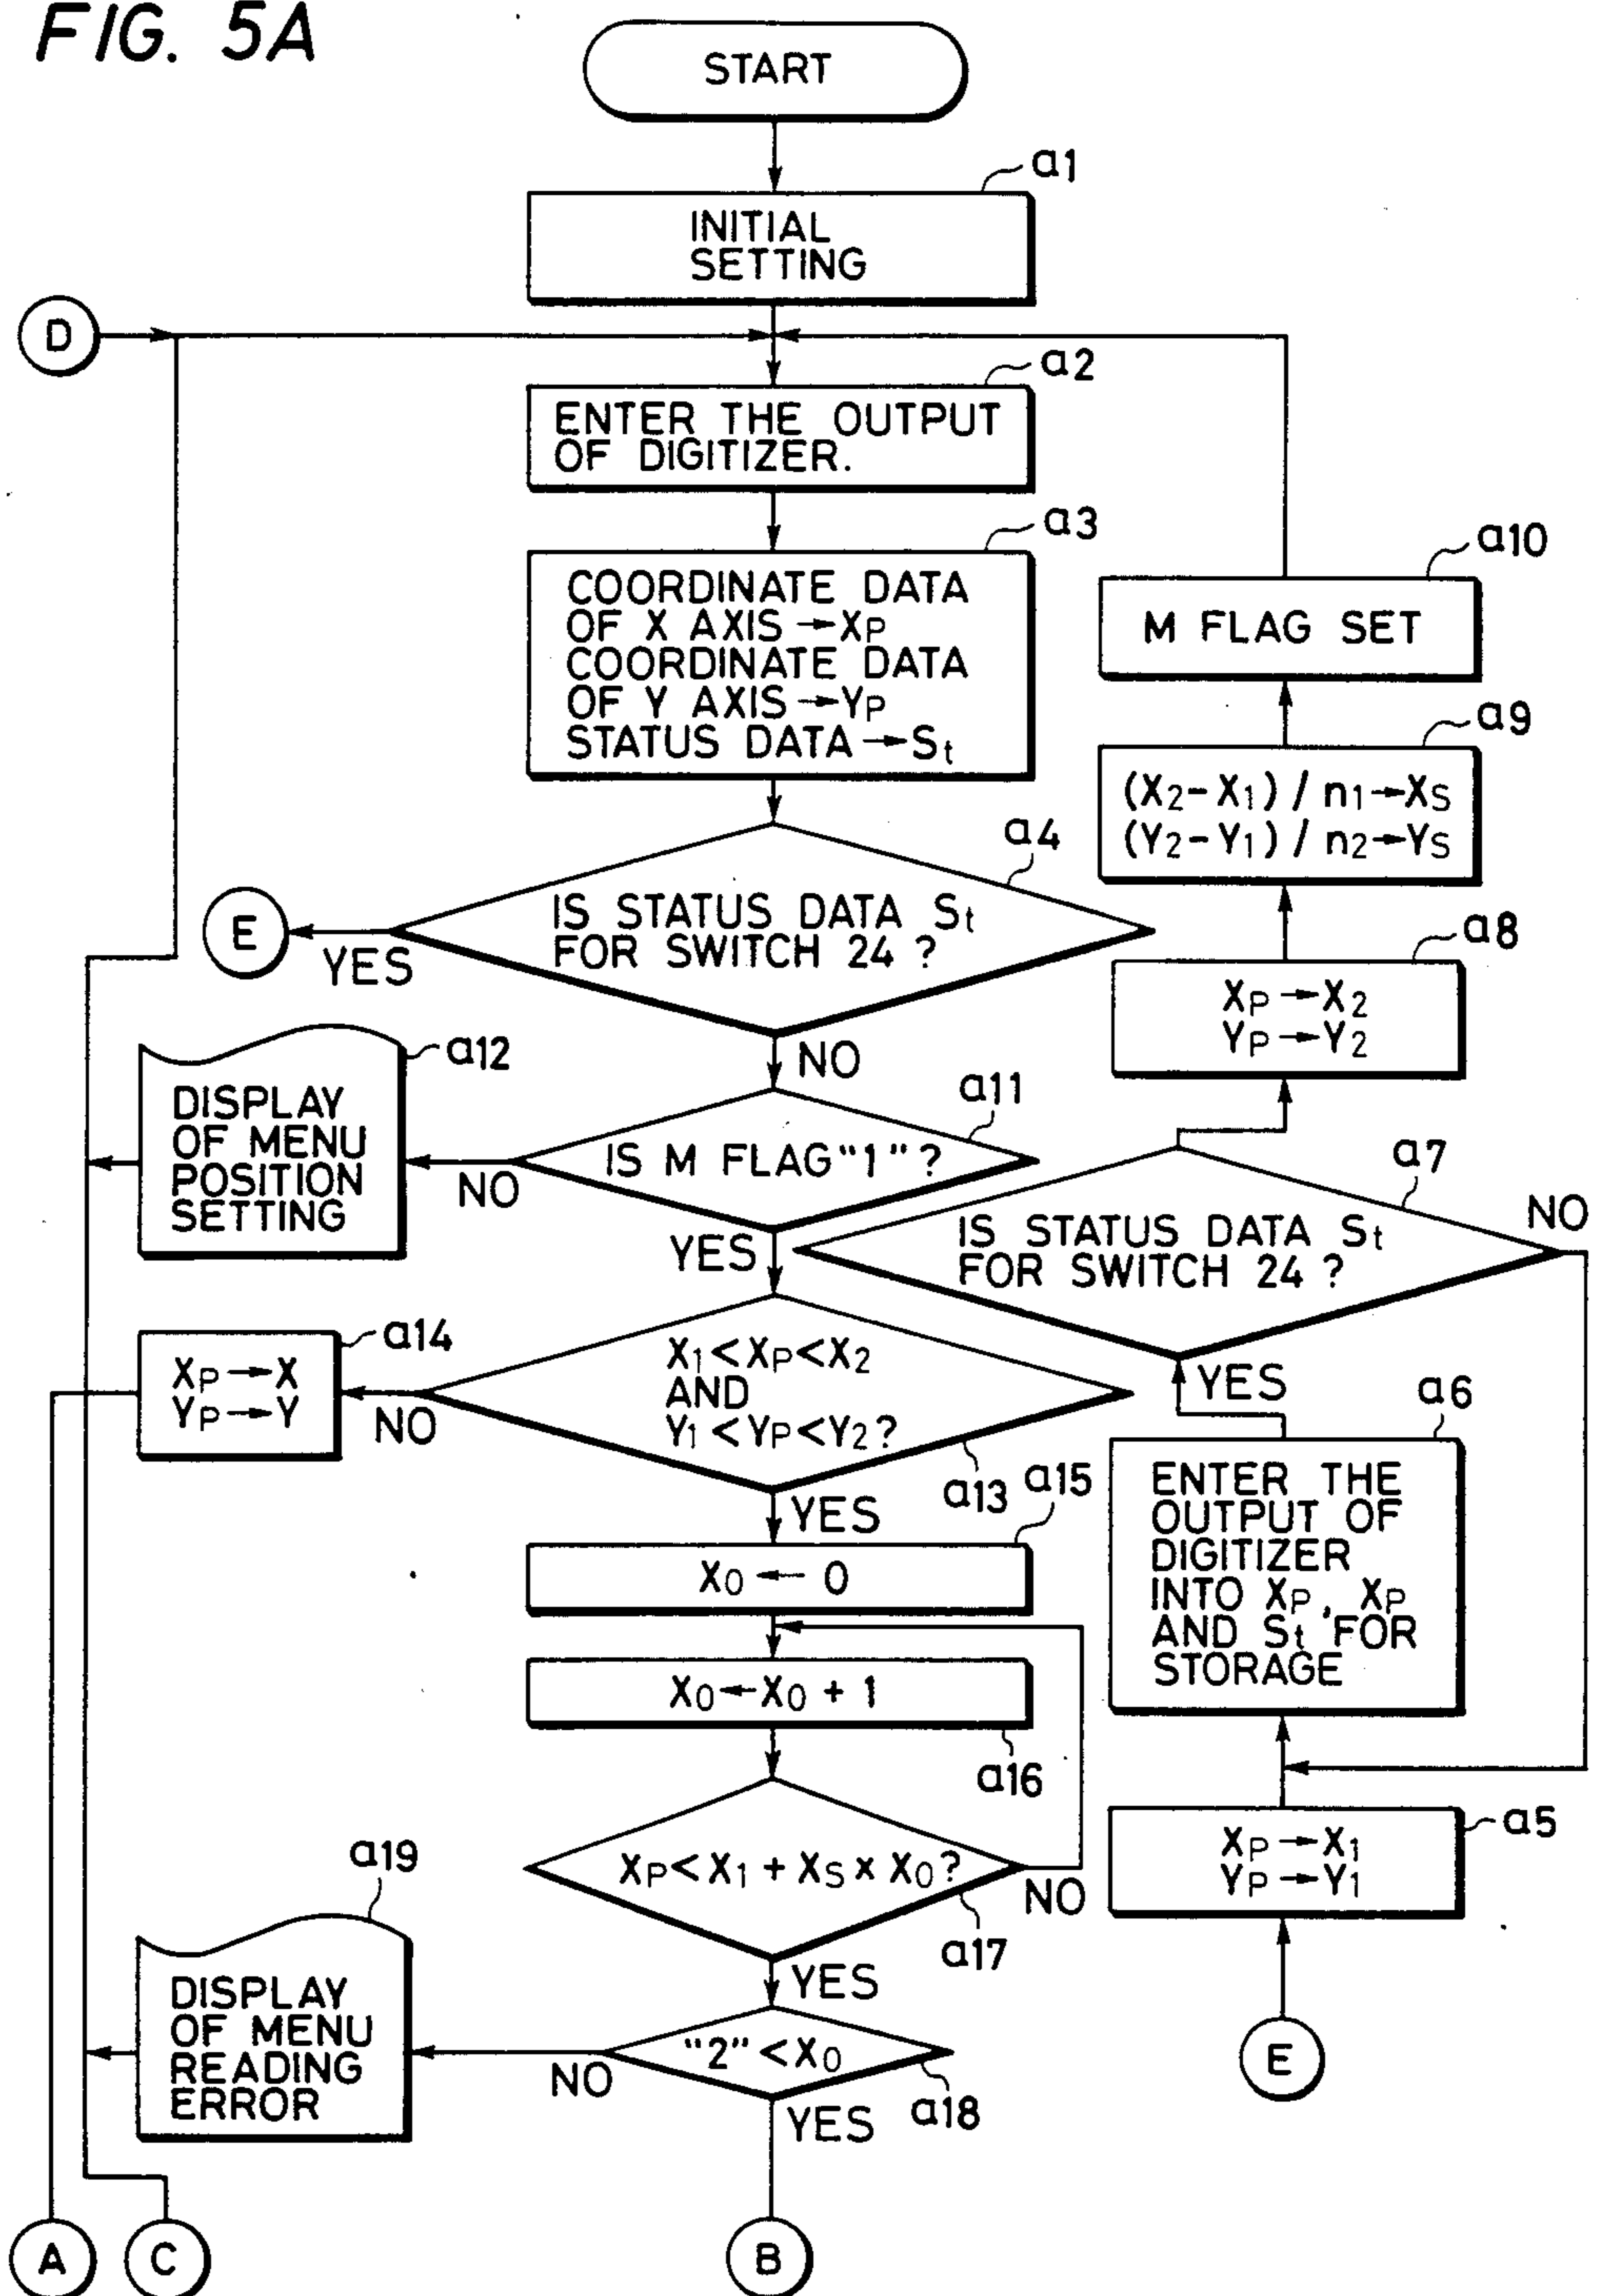 FIG. 5A
START
a1
INITIAL
SETTING
D
a2
ENTER THE OUTPUT
OF DIGITIZER.
a3
COORDINATE DATA
OF X AXIS → XP
COORDINATE DATA
OF Y AXIS → YP
STATUS DATA → St
a10
M FLAG SET
a9
(X2-X1) / n1 → XS
(Y2-Y1) / n2 → YS
a4
IS STATUS DATA St
FOR SWITCH 24 ?
E
YES
NO
a8
XP → X2
YP → Y2
a12
DISPLAY
OF MENU
POSITION
SETTING
a11
IS M FLAG "1" ?
NO
YES
a7
IS STATUS DATA St
FOR SWITCH 24 ?
NO
YES
a14
XP → X
YP → Y
NO
X1 < XP < X2
AND
Y1 < YP < Y2 ?
a13
YES
a6
ENTER THE
OUTPUT OF
DIGITIZER
INTO XP, XP
AND St FOR
STORAGE
a15
X0 ← 0
X0 ← X0 + 1
a16
a5
XP → X1
YP → Y1
XP < X1 + XS x X0 ?
NO
a17
YES
a19
DISPLAY
OF MENU
READING
ERROR
"2" < X0
NO
a18
YES
E
A
C
B